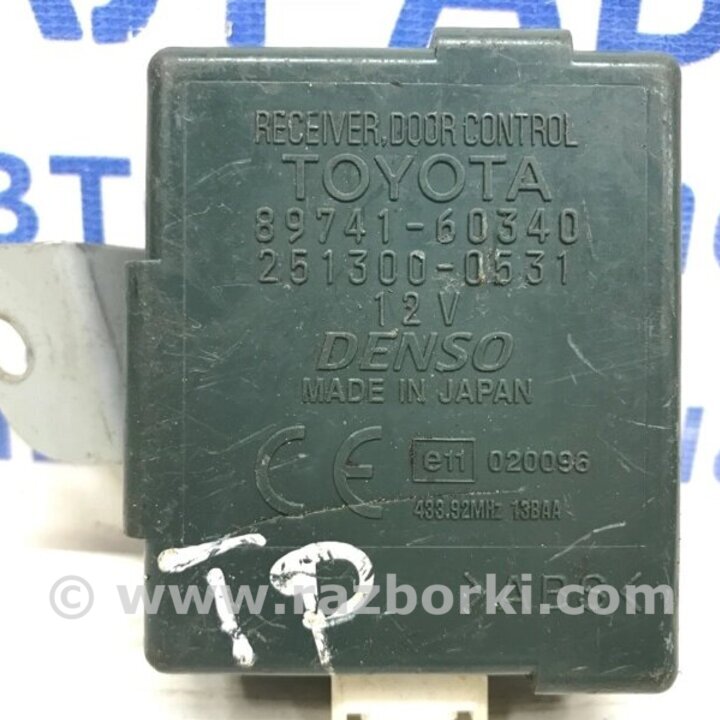 RECEIVER, DOOR CONTROL
TOYOTA
89741-60340
251300-0531
12V
DENSO
MADE IN JAPAN
CE e11 020096
433.92MHz 13BAA
TP
>ABS<
© www.razborki.com